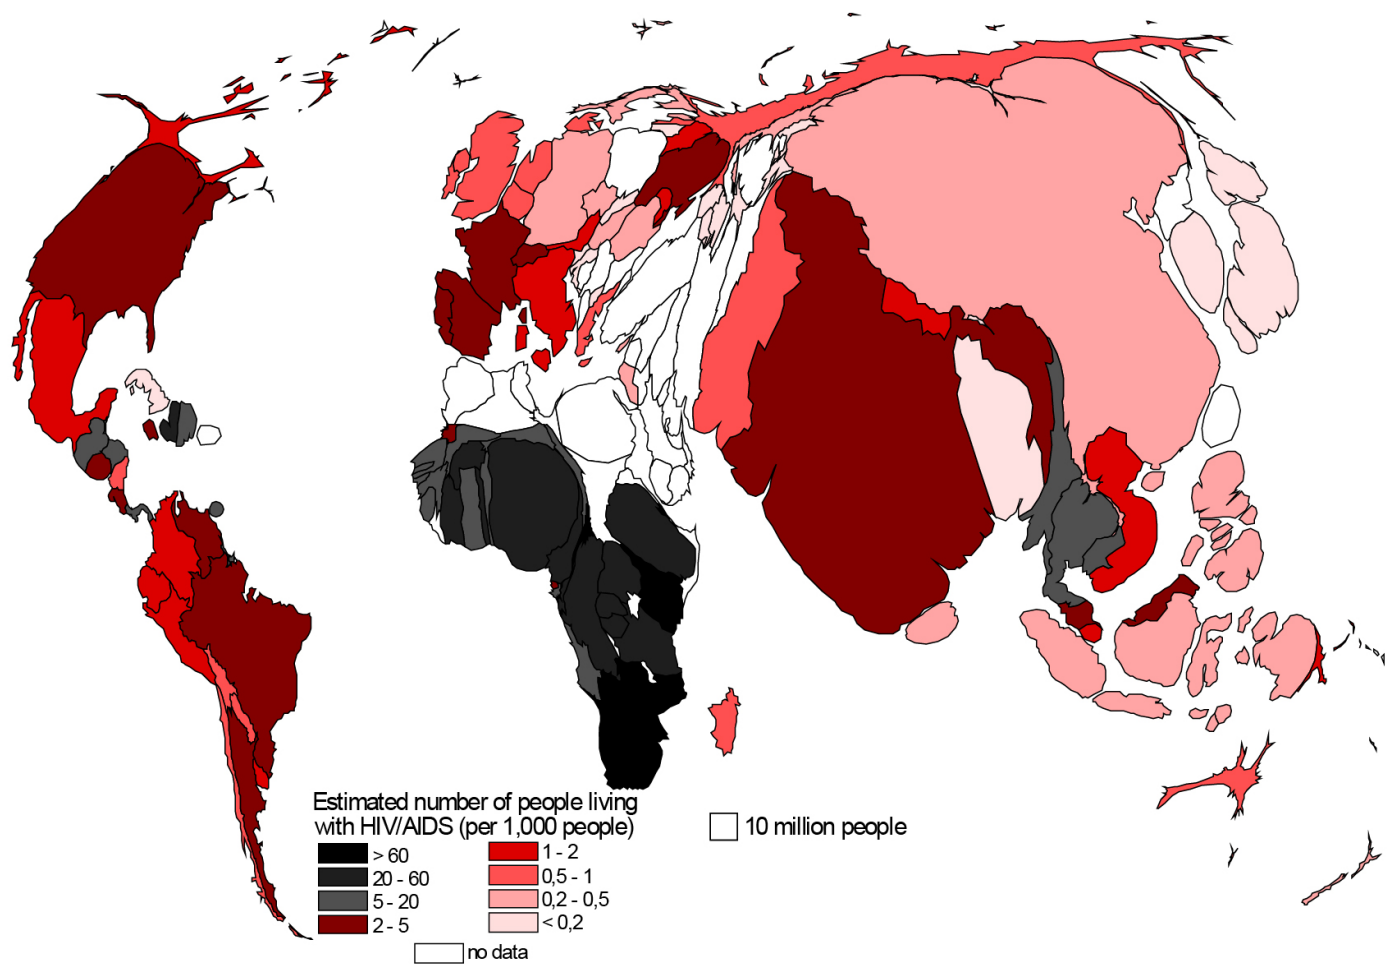 Estimated number of people living
with HIV/AIDS (per 1,000 people)
> 60
20 - 60
5 - 20
2 - 5
1 - 2
0,5 - 1
0,2 - 0,5
< 0,2
no data
10 million people